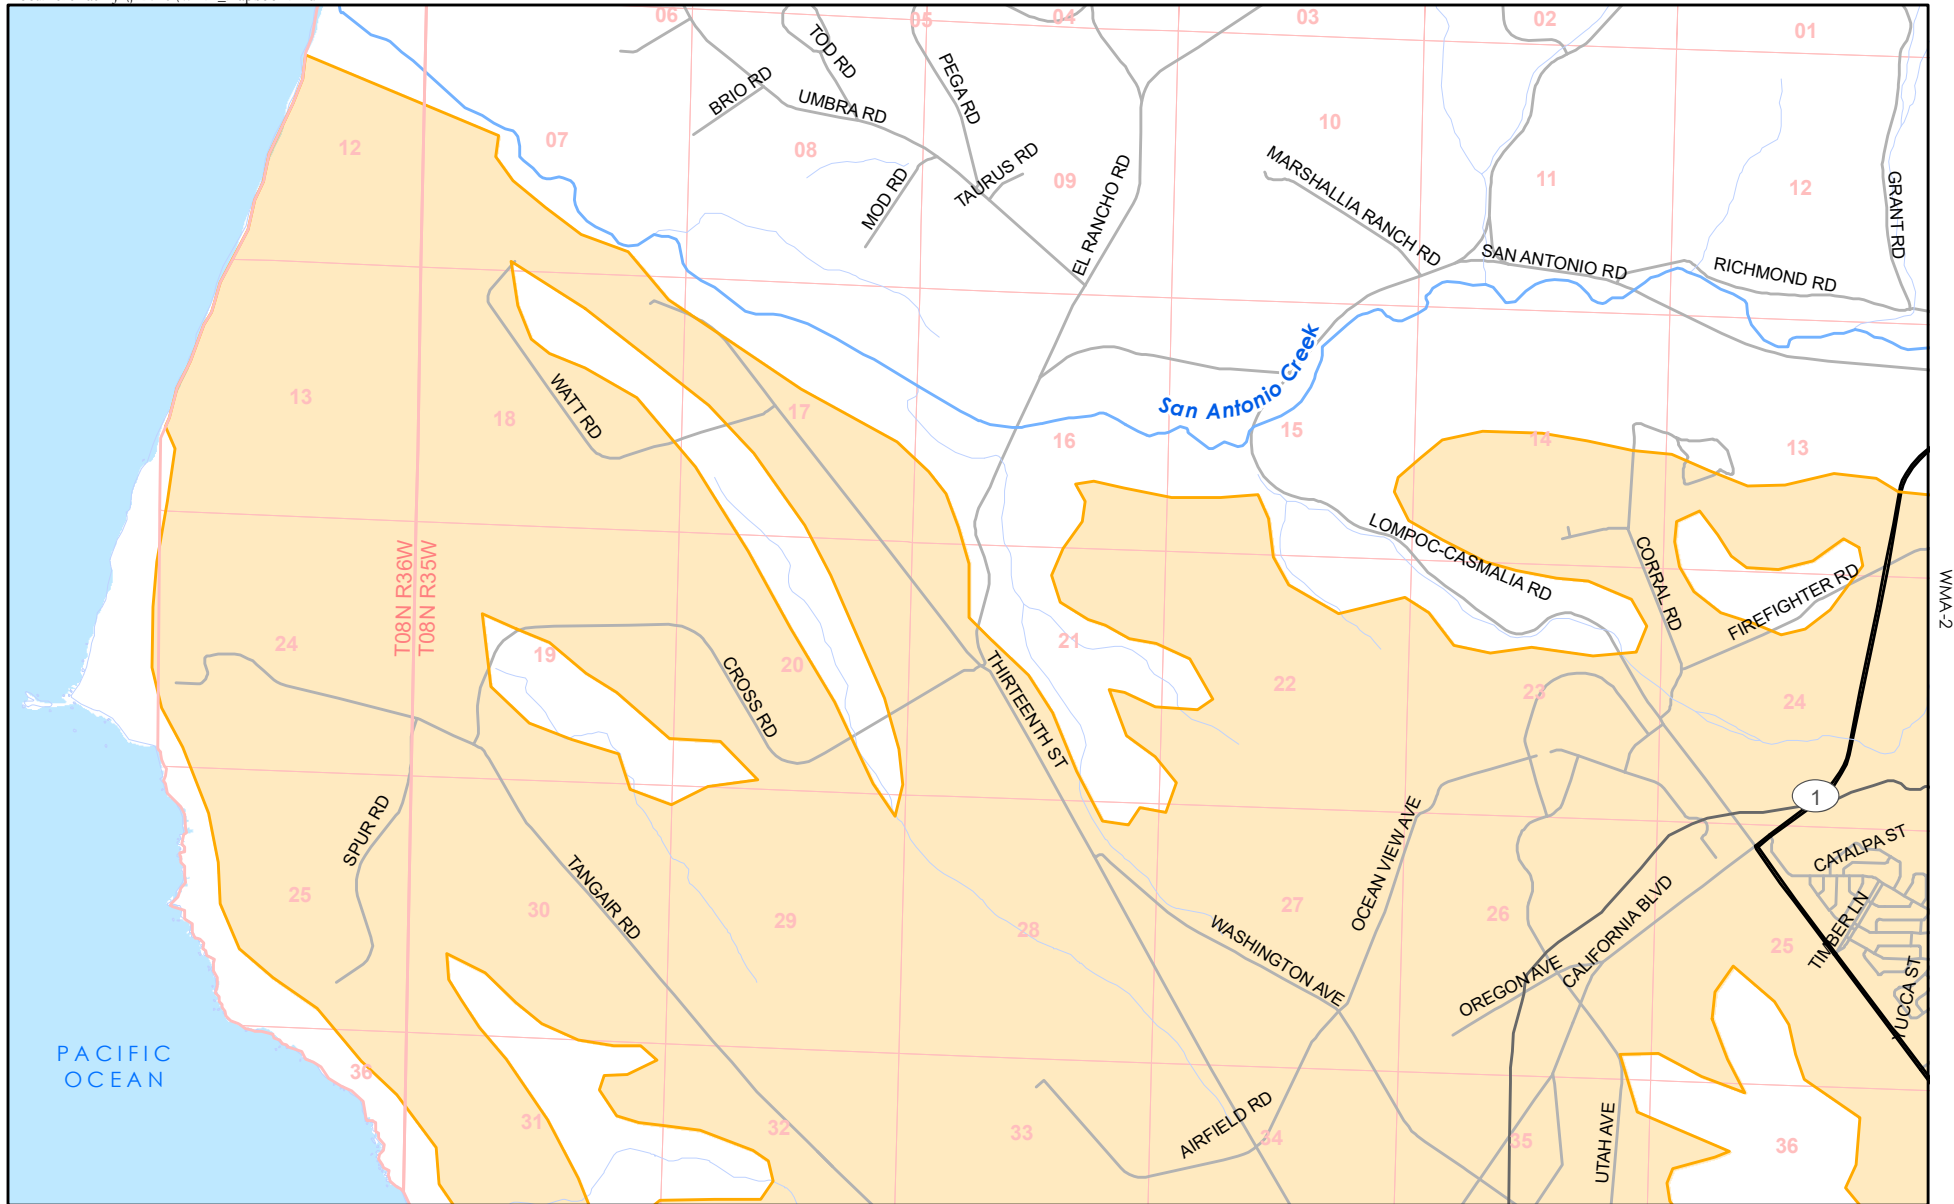 06
05
04
03
02
01
TOD RD
PEGA RD
BRIO RD
UMBRA RD
12
07
08
09
10
11
12
MOD RD
TAURUS RD
EL RANCHO RD
MARSHALLIA RANCH RD
SAN ANTONIO RD
RICHMOND RD
GRANT RD
San Antonio Creek
13
18
WATT RD
17
16
15
14
13
T08N R36W
T08N R35W
LOMPOC-CASMALIA RD
CORRAL RD
FIREFIGHTER RD
WMA-2
24
19
CROSS RD
20
THIRTEENTH ST
21
22
23
24
SPUR RD
TANGAIR RD
OCEAN VIEW AVE
1
CATALPA ST
25
30
29
28
WASHINGTON AVE
27
26
OREGON AVE
CALIFORNIA BLVD
25
TIMBER LN
YUCCA ST
PACIFIC
OCEAN
36
31
32
33
AIRFIELD RD
34
35
UTAH AVE
36